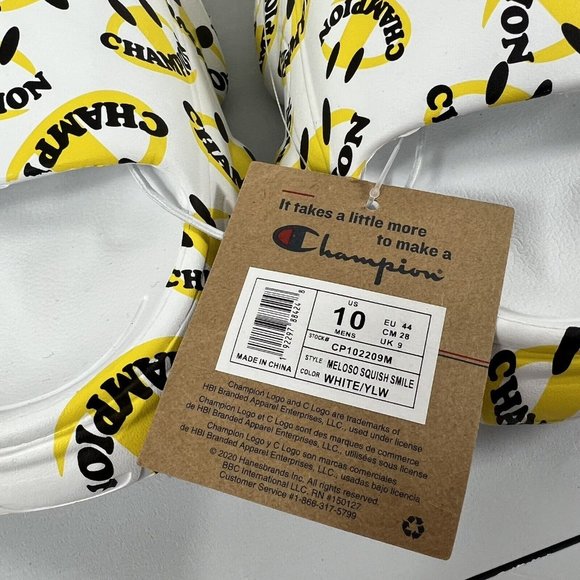 CHAMPION
CHAMPION
CHAMPION
CHAMPION
CHAMPION
It takes a little more
to make a
Champion
US
10
MENS
EU 44
CM 28
UK 9
STOCK# CP102209M
STYLE MELOSO SQUISH SMILE
COLOR WHITE/YLW
1 92297 88424 8
MADE IN CHINA
Champion Logo and C Logo are trademarks of
HBI Branded Apparel Enterprises, LLC., used under license
Champion Logo et C Logo sont des marques de commerce
de HBI Branded Apparel Enterprises, LLC., utilisées sous license
Champion Logo y C Logo son marcas comerciales
de HBI Branded Apparel Enterprises, LLC., usadas bajo licencia
© 2020 Hanesbrands Inc. All rights reserved.
BBC International LLC, RN #150127
Customer Service #1-866-317-5799